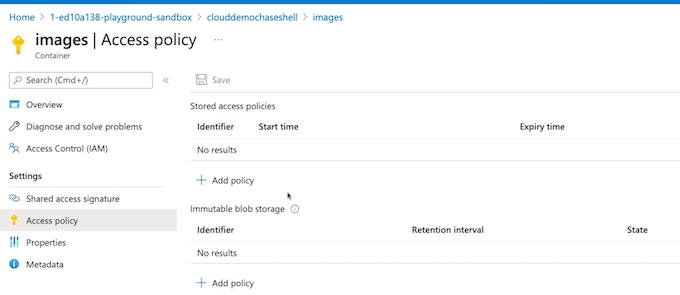 Home > 1-ed10a138-playground-sandbox > clouddemochaseshell > images
images | Access policy ...
Container
Search (Cmd+/) «
Overview
Diagnose and solve problems
Access Control (IAM)
Settings
Shared access signature
Access policy
Properties
Metadata
Save
Stored access policies
Identifier Start time Expiry time
No results
+ Add policy
Immutable blob storage
Identifier Retention interval State
No results
+ Add policy